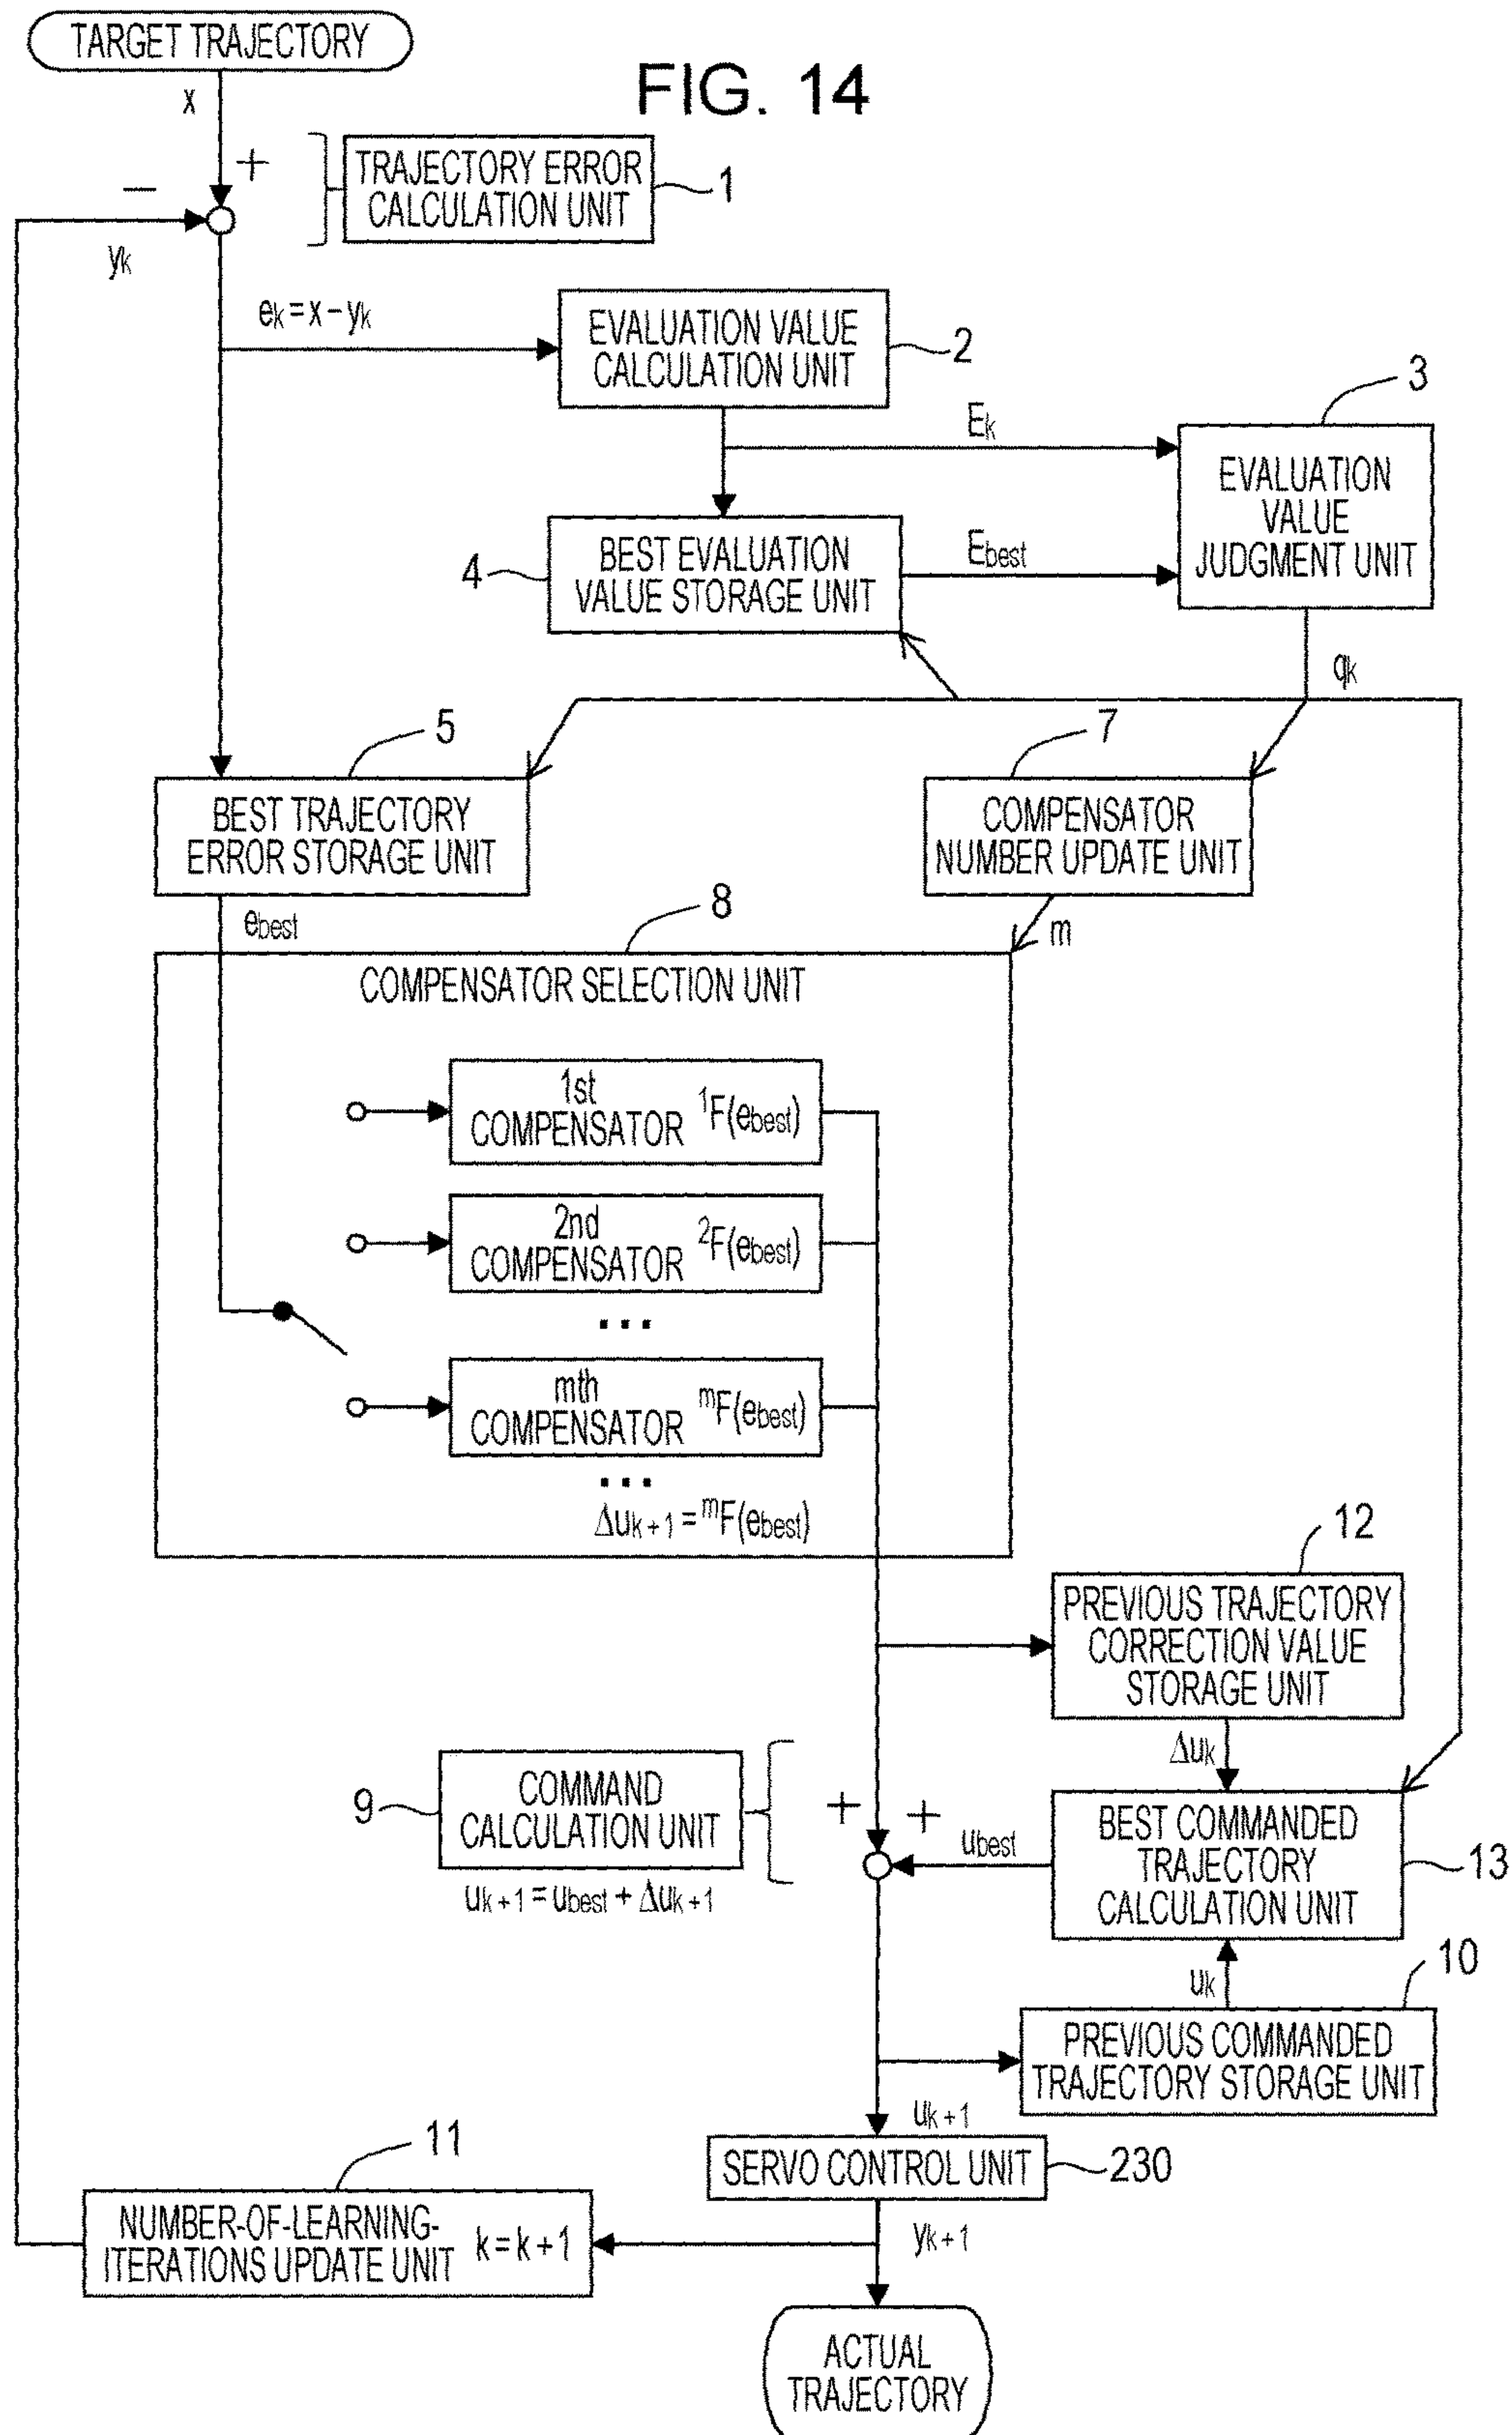 TARGET TRAJECTORY
FIG. 14
x
+
−
TRAJECTORY ERROR
CALCULATION UNIT
1
yk
ek = x − yk
EVALUATION VALUE
CALCULATION UNIT
2
3
Ek
EVALUATION
VALUE
JUDGMENT UNIT
4
BEST EVALUATION
VALUE STORAGE UNIT
Ebest
qk
5
7
BEST TRAJECTORY
ERROR STORAGE UNIT
COMPENSATOR
NUMBER UPDATE UNIT
ebest
8
m
COMPENSATOR SELECTION UNIT
1st
COMPENSATOR 1F(ebest)
2nd
COMPENSATOR 2F(ebest)
...
mth
COMPENSATOR mF(ebest)
...
Δuk+1 = mF(ebest)
12
PREVIOUS TRAJECTORY
CORRECTION VALUE
STORAGE UNIT
Δuk
9
COMMAND
CALCULATION UNIT
uk+1 = ubest + Δuk+1
+
+
ubest
BEST COMMANDED
TRAJECTORY
CALCULATION UNIT
13
uk
10
PREVIOUS COMMANDED
TRAJECTORY STORAGE UNIT
uk+1
SERVO CONTROL UNIT
230
11
NUMBER-OF-LEARNING-
ITERATIONS UPDATE UNIT k = k + 1
yk+1
ACTUAL
TRAJECTORY